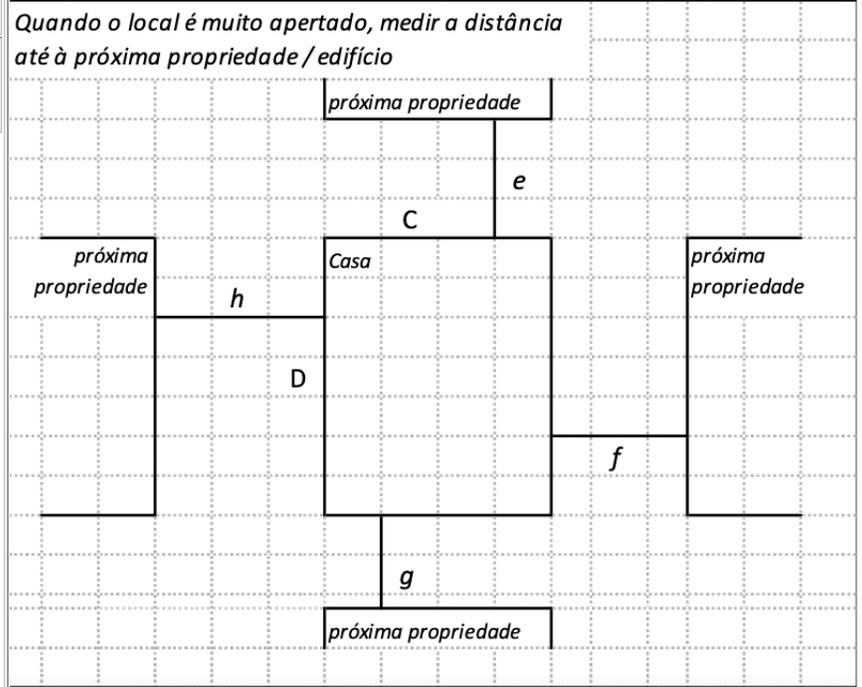 Quando o local é muito apertado, medir a distância
até à próxima propriedade / edifício
próxima propriedade
e
C
próxima
propriedade
Casa
próxima
propriedade
h
D
f
g
próxima propriedade